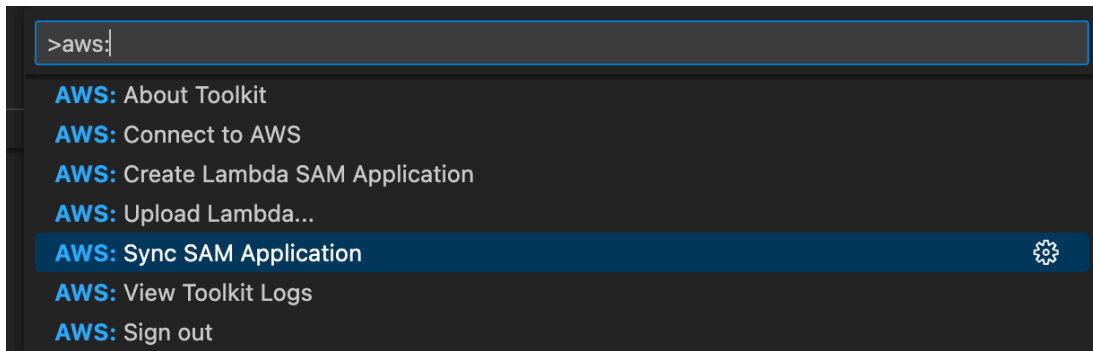 >aws:
AWS: About Toolkit
AWS: Connect to AWS
AWS: Create Lambda SAM Application
AWS: Upload Lambda...
AWS: Sync SAM Application
AWS: View Toolkit Logs
AWS: Sign out